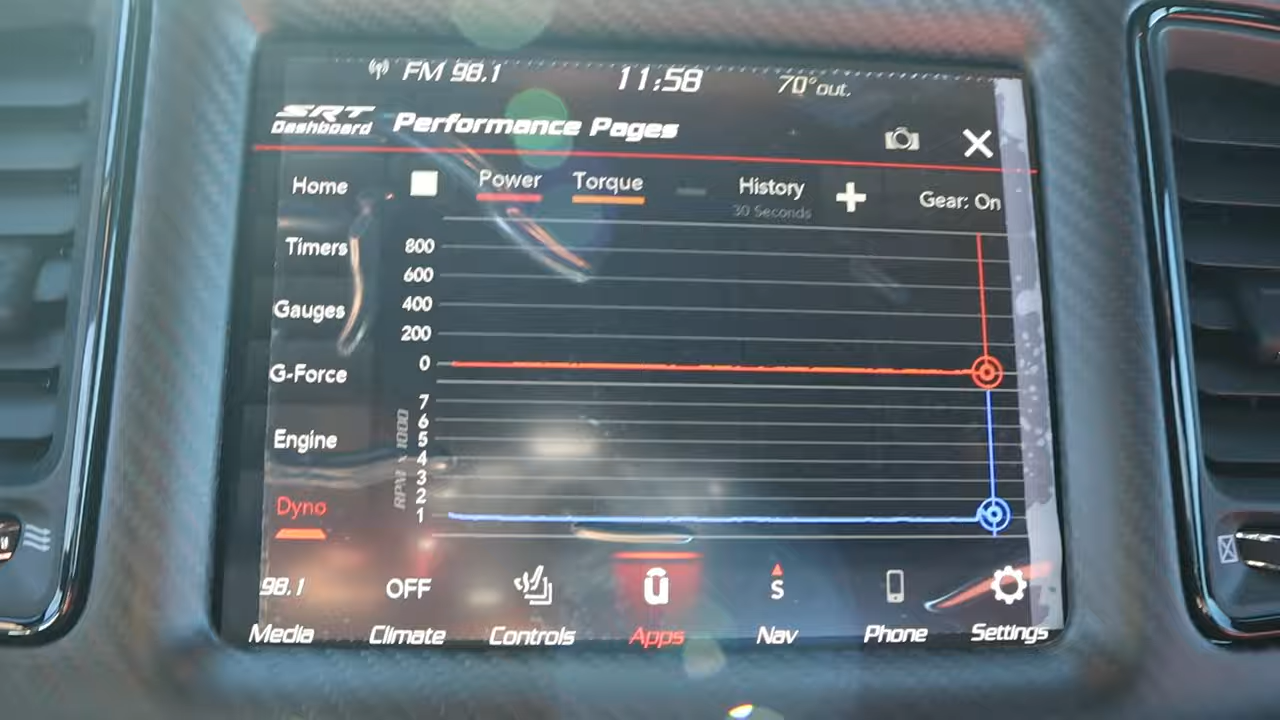 FM 98.1 11:58 70°out.
SRT
Dashboard
Performance Pages
Home
Timers
Gauges
G-Force
Engine
Dyno
Power Torque History Gear: On
30 Seconds
800
600
400
200
0
7
6
5
4
3
2
1
RPM x 1000
98.1 OFF S
Media Climate Controls Apps Nav Phone Settings